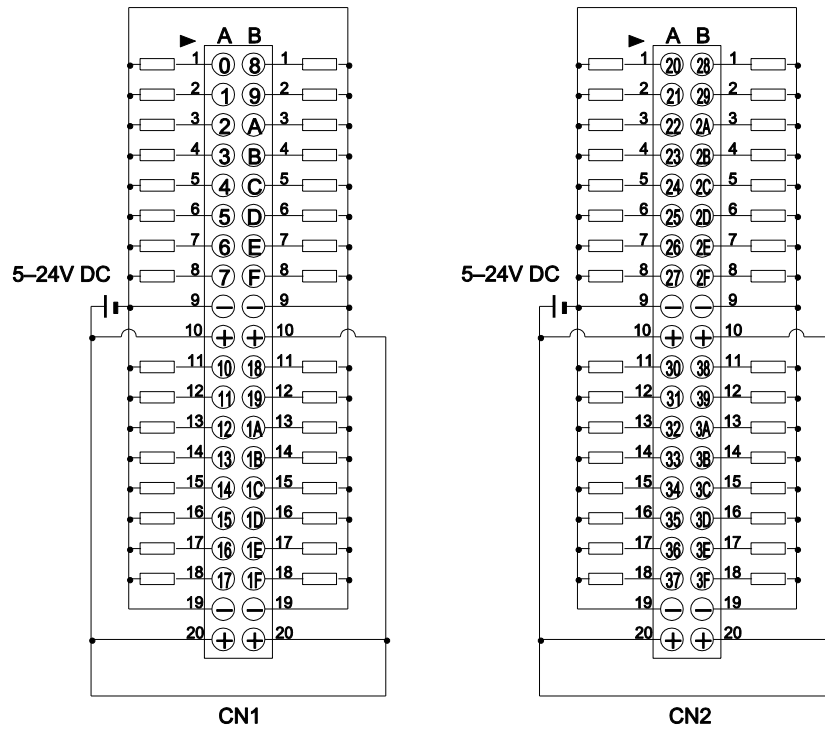 A B A B
1 0 8 1 1 20 28 1
2 1 9 2 2 21 29 2
3 2 A 3 3 22 2A 3
4 3 B 4 4 23 2B 4
5 4 C 5 5 24 2C 5
6 5 D 6 6 25 2D 6
7 6 E 7 7 26 2E 7
8 7 F 8 8 27 2F 8
5–24V DC 5–24V DC
9 − − 9 9 − − 9
10 + + 10 10 + + 10
11 10 18 11 11 30 38 11
12 11 19 12 12 31 39 12
13 12 1A 13 13 32 3A 13
14 13 1B 14 14 33 3B 14
15 14 1C 15 15 34 3C 15
16 15 1D 16 16 35 3D 16
17 16 1E 17 17 36 3E 17
18 17 1F 18 18 37 3F 18
19 − − 19 19 − − 19
20 + + 20 20 + + 20
CN1 CN2